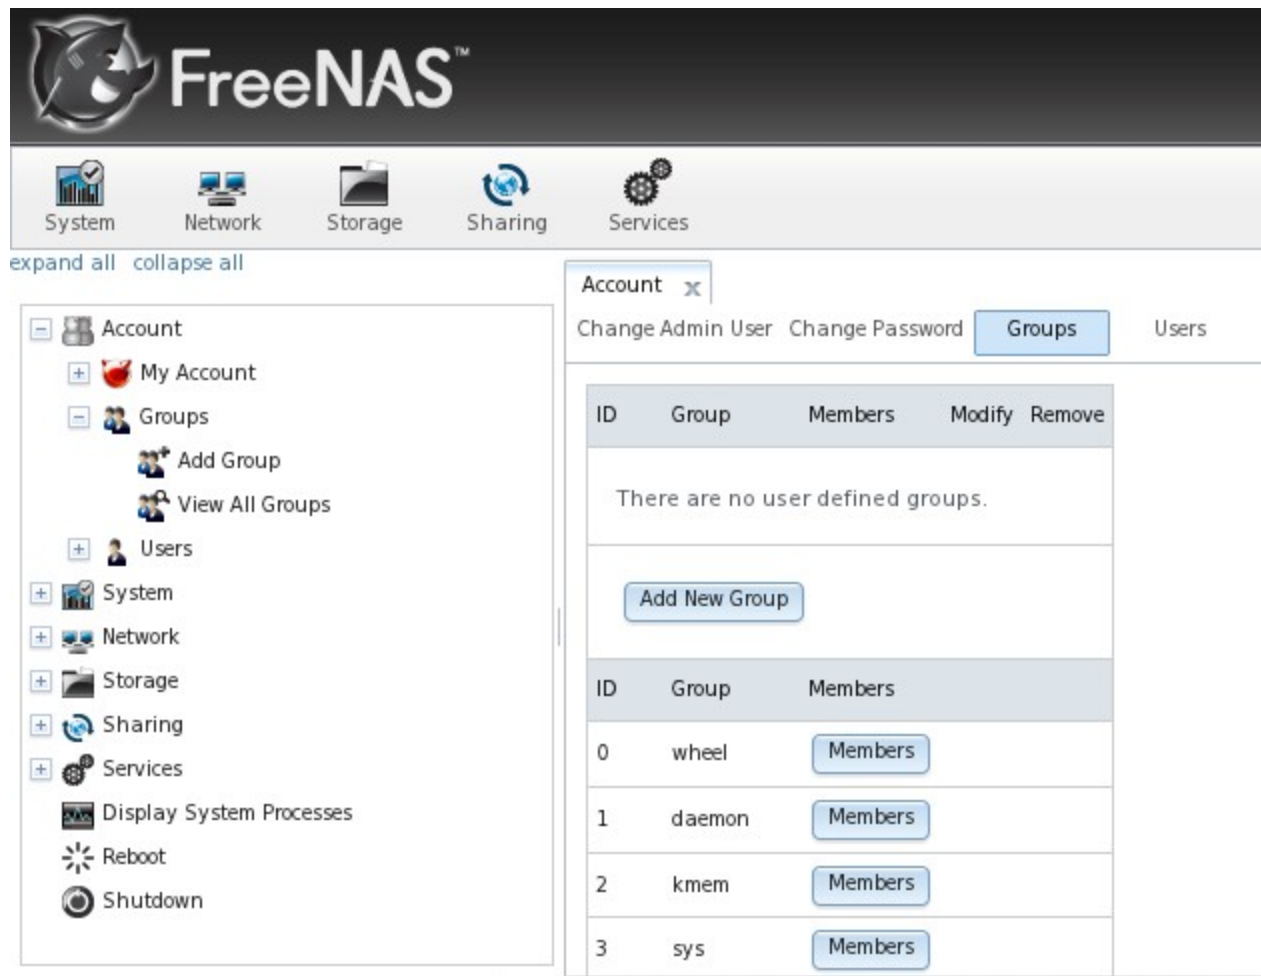 FreeNAS™
System Network Storage Sharing Services
expand all collapse all
Account
My Account
Groups
Add Group
View All Groups
Users
System
Network
Storage
Sharing
Services
Display System Processes
Reboot
Shutdown
Account x
Change Admin User Change Password Groups Users
ID Group Members Modify Remove
There are no user defined groups.
Add New Group
ID Group Members
0 wheel Members
1 daemon Members
2 kmem Members
3 sys Members